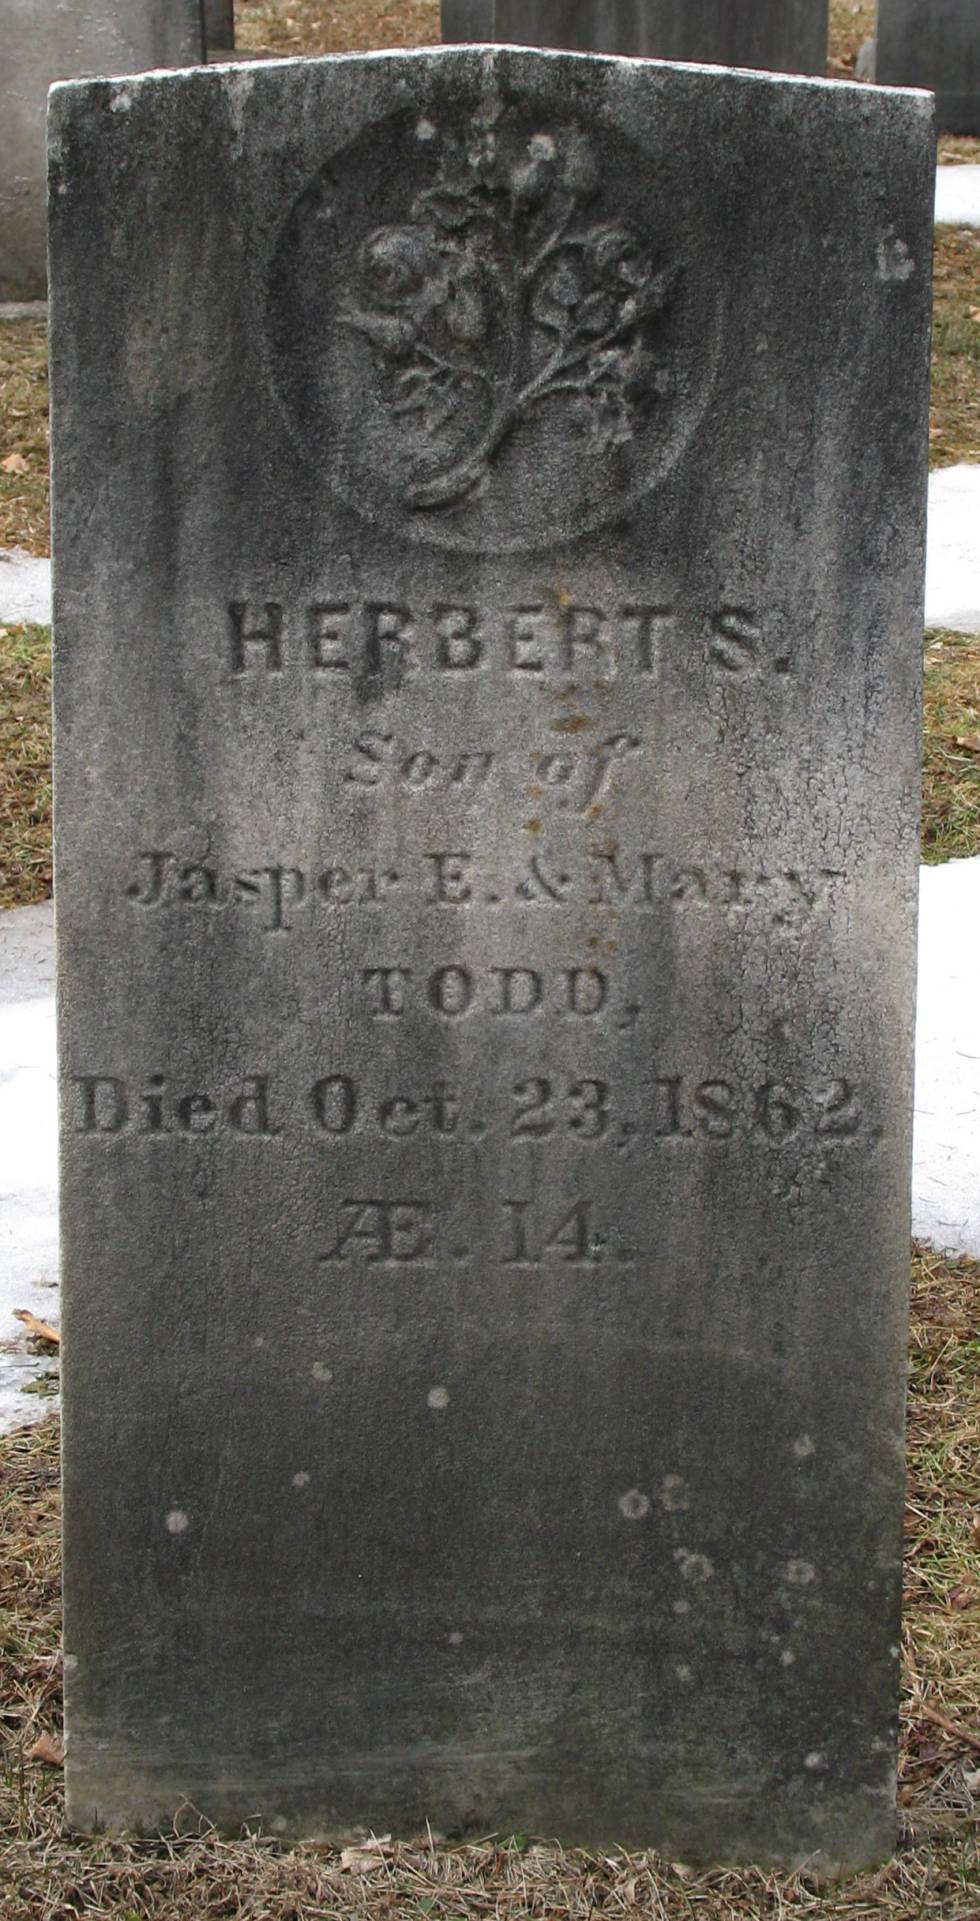 HERBERT S.
Son of
Jasper E. & Mary
TODD,
Died Oct. 23, 1862,
Æ. 14.